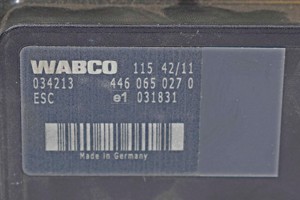 WABCO 115 42/11
034213 446 065 027 0
ESC e1 031831
Made in Germany